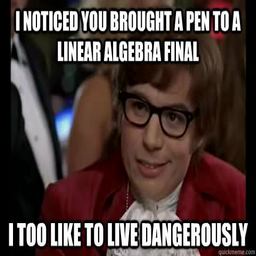 I NOTICED YOU BROUGHT A PEN TO A
LINEAR ALGEBRA FINAL
I TOO LIKE TO LIVE DANGEROUSLY
quickmeme.com